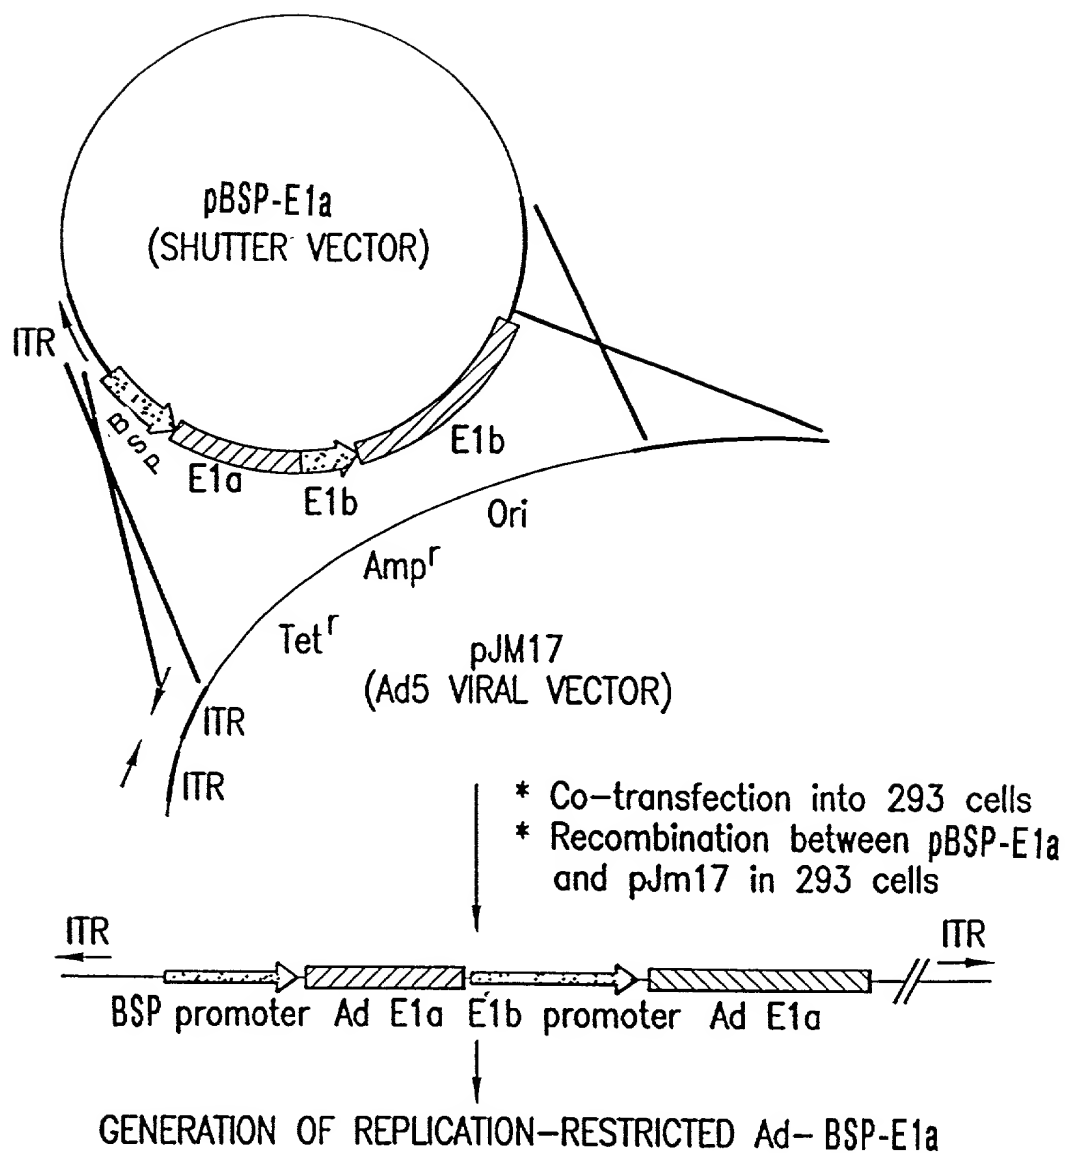 pBSP-E1a
(SHUTTER VECTOR)
ITR
BSP
E1a
E1b
E1b
Ori
Ampr
Tetr
pJM17
(Ad5 VIRAL VECTOR)
ITR
ITR
* Co-transfection into 293 cells
* Recombination between pBSP-E1a
and pJm17 in 293 cells
ITR
ITR
BSP promoter Ad E1a E1b promoter Ad E1a
GENERATION OF REPLICATION-RESTRICTED Ad- BSP-E1a